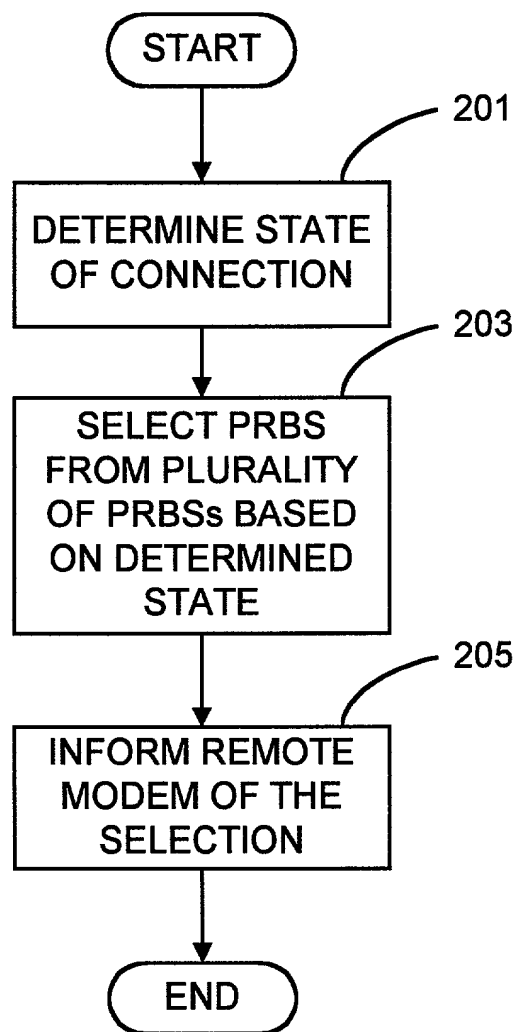 START
201
DETERMINE STATE
OF CONNECTION
203
SELECT PRBS
FROM PLURALITY
OF PRBSs BASED
ON DETERMINED
STATE
205
INFORM REMOTE
MODEM OF THE
SELECTION
END